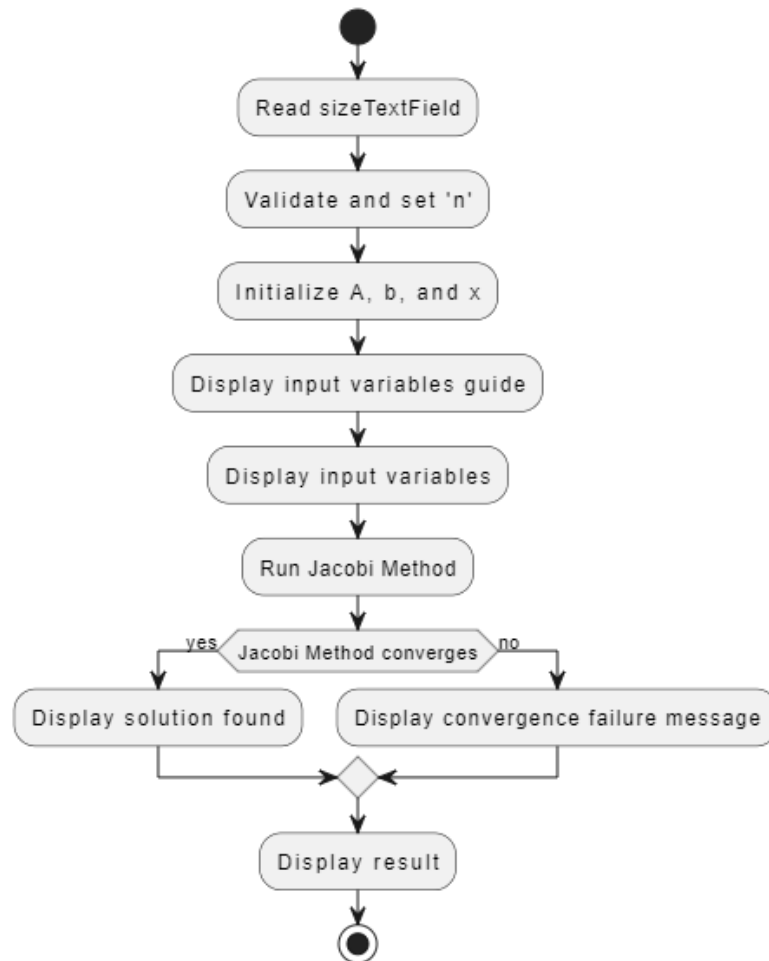 Read sizeTextField
Validate and set 'n'
Initialize A, b, and x
Display input variables guide
Display input variables
Run Jacobi Method
yes
Jacobi Method converges
no
Display solution found
Display convergence failure message
Display result